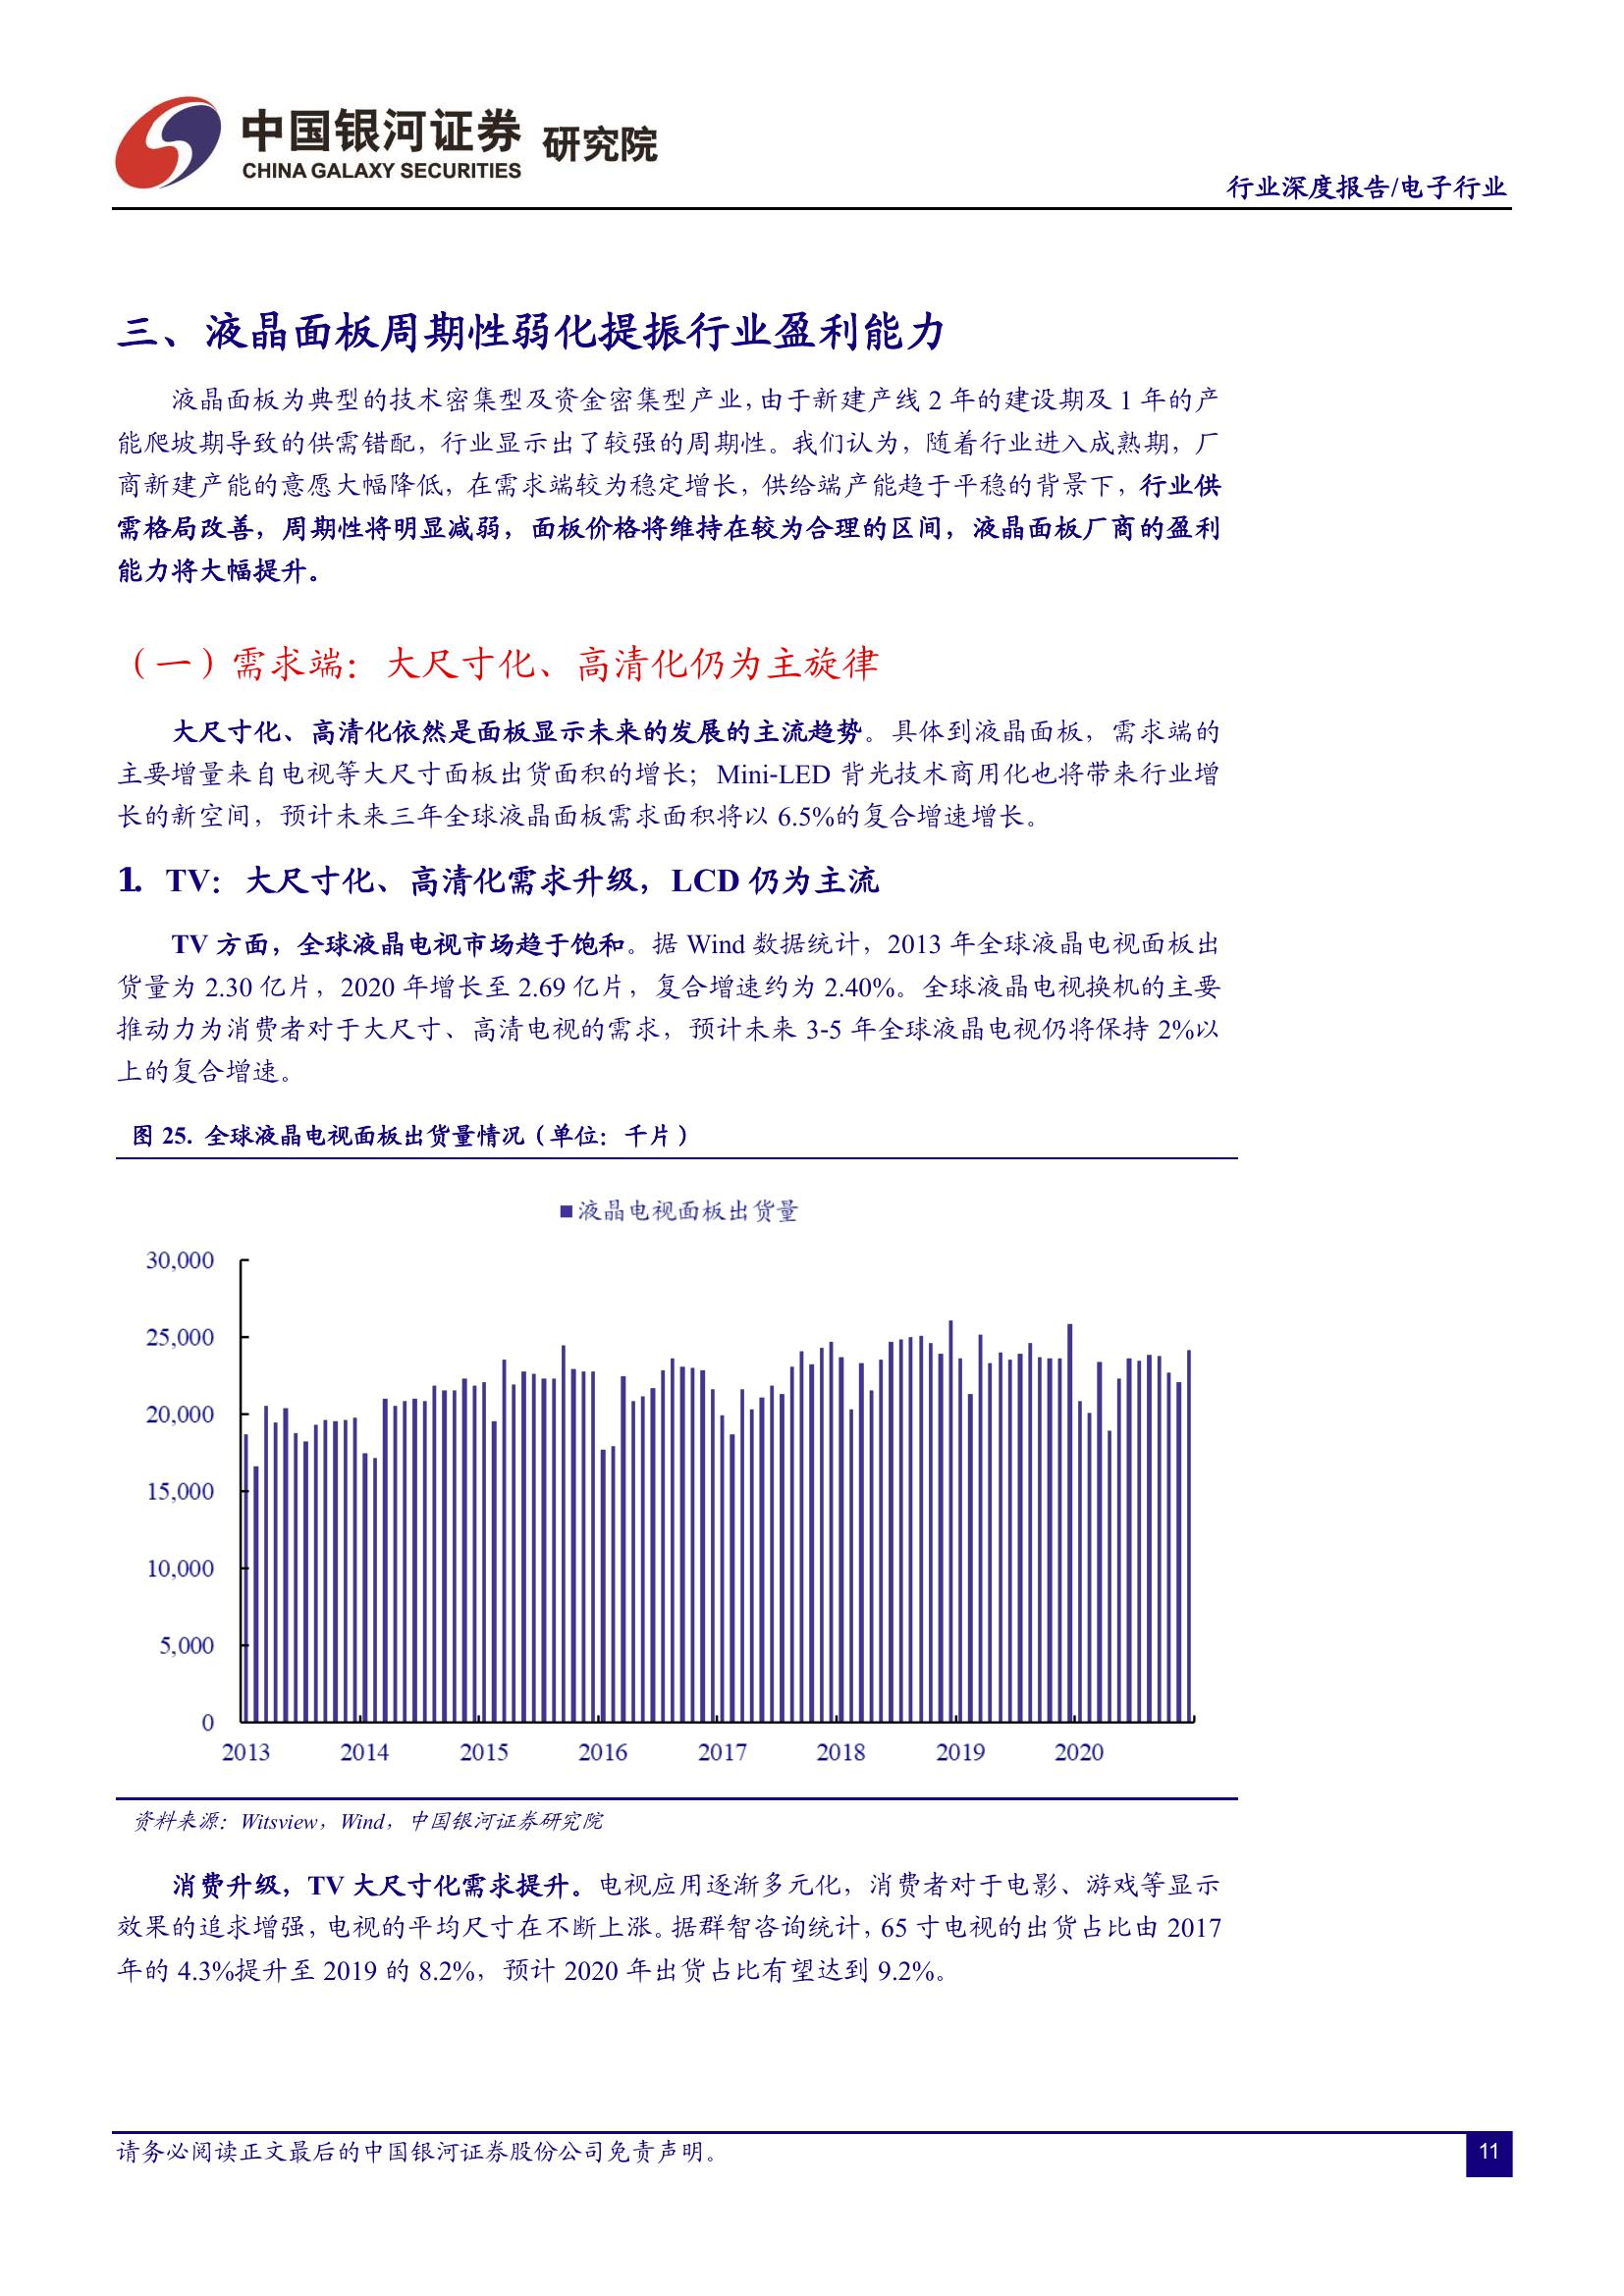 中国银河证券 研究院
CHINA GALAXY SECURITIES
行业深度报告/电子行业
三、液晶面板周期性弱化提振行业盈利能力
液晶面板为典型的技术密集型及资金密集型产业，由于新建产线 2 年的建设期及 1 年的产
能爬坡期导致的供需错配，行业显示出了较强的周期性。我们认为，随着行业进入成熟期，厂
商新建产能的意愿大幅降低，在需求端较为稳定增长，供给端产能趋于平稳的背景下，行业供
需格局改善，周期性将明显减弱，面板价格将维持在较为合理的区间，液晶面板厂商的盈利
能力将大幅提升。
（一）需求端：大尺寸化、高清化仍为主旋律
大尺寸化、高清化依然是面板显示未来的发展的主流趋势。具体到液晶面板，需求端的
主要增量来自电视等大尺寸面板出货面积的增长；Mini-LED 背光技术商用化也将带来行业增
长的新空间，预计未来三年全球液晶面板需求面积将以 6.5%的复合增速增长。
1. TV：大尺寸化、高清化需求升级，LCD 仍为主流
TV 方面，全球液晶电视市场趋于饱和。据 Wind 数据统计，2013 年全球液晶电视面板出
货量为 2.30 亿片，2020 年增长至 2.69 亿片，复合增速约为 2.40%。全球液晶电视换机的主要
推动力为消费者对于大尺寸、高清电视的需求，预计未来 3-5 年全球液晶电视仍将保持 2%以
上的复合增速。
图 25. 全球液晶电视面板出货量情况（单位：千片）
■液晶电视面板出货量
30,000
25,000
20,000
15,000
10,000
5,000
0
2013 2014 2015 2016 2017 2018 2019 2020
资料来源：Witsview，Wind，中国银河证券研究院
消费升级，TV 大尺寸化需求提升。电视应用逐渐多元化，消费者对于电影、游戏等显示
效果的追求增强，电视的平均尺寸在不断上涨。据群智咨询统计，65 寸电视的出货占比由 2017
年的 4.3%提升至 2019 的 8.2%，预计 2020 年出货占比有望达到 9.2%。
请务必阅读正文最后的中国银河证券股份公司免责声明。
11